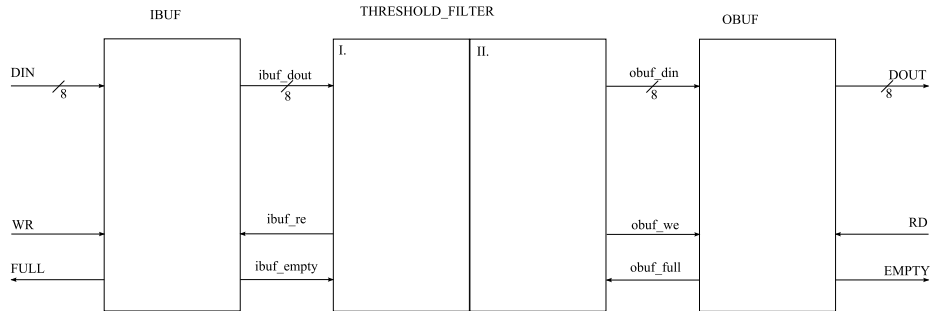 IBUF
THRESHOLD_FILTER
OBUF
I.
II.
DIN
8
ibuf_dout
8
obuf_din
8
DOUT
8
WR
ibuf_re
obuf_we
RD
FULL
ibuf_empty
obuf_full
EMPTY